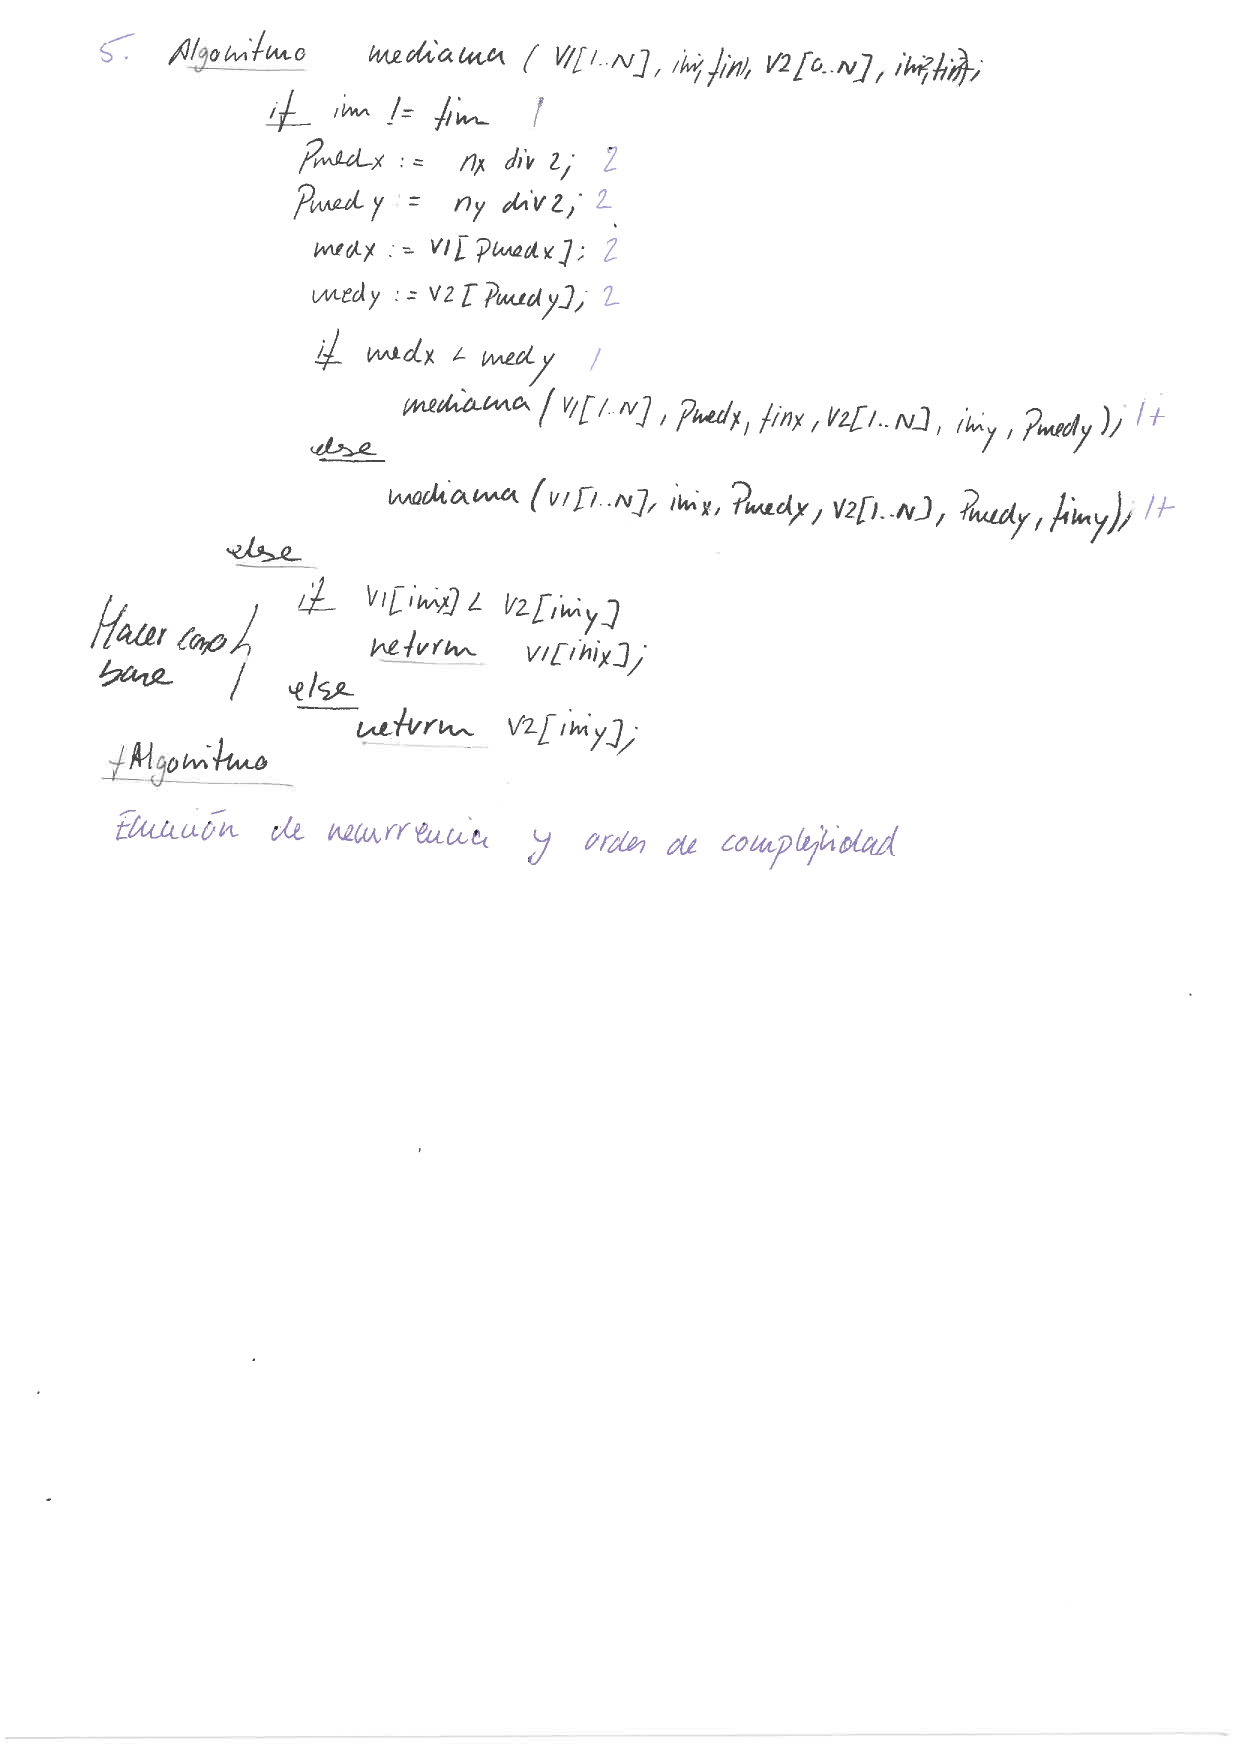 5. Algoritmo mediana ( V1[1..N], ini, fin, V2[0..N],
if in != fin 1
Pmedx := nx div 2; 2
Pmedy = ny div 2; 2
medx := V1[Pmedx]; 2
medy := V2[Pmedy]; 2
if medx < medy 1
mediana (V1[1..N], Pmedx, finx, V2[1..N], iniy, Pmedy); 1+
else
mediana (V1[1..N], inix, Pmedx, V2[1..N], Pmedy, finy); 1+
else
if V1[inix] < V2[iniy]
return V1[inix];
Hacer caso base
else
return V2[iniy];
fAlgoritmo
Ecuación de recurrencia y orden de complejidad